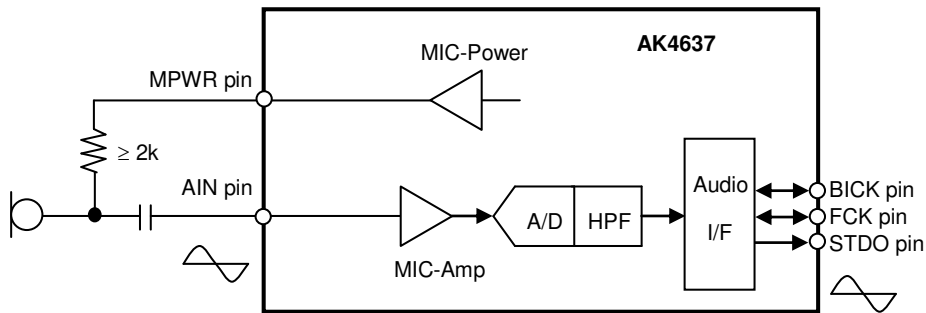 AK4637
MIC-Power
MPWR pin
≥ 2k
AIN pin
MIC-Amp
A/D
HPF
Audio
I/F
BICK pin
FCK pin
STDO pin